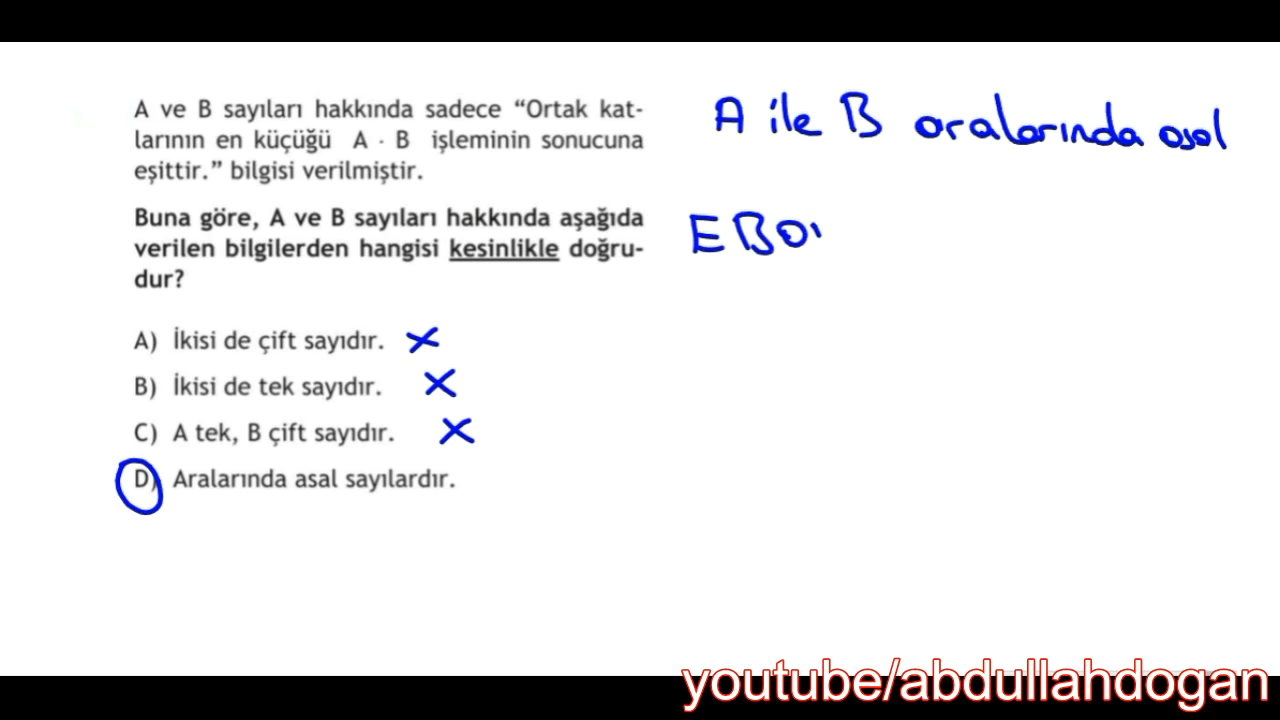 A ve B sayıları hakkında sadece “Ortak kat-
larının en küçüğü A · B işleminin sonucuna
eşittir.” bilgisi verilmiştir.
Buna göre, A ve B sayıları hakkında aşağıda
verilen bilgilerden hangisi kesinlikle doğru-
dur?
A) İkisi de çift sayıdır.
B) İkisi de tek sayıdır.
C) A tek, B çift sayıdır.
D) Aralarında asal sayılardır.
A ile B aralarında asal
youtube/abdullahdogan